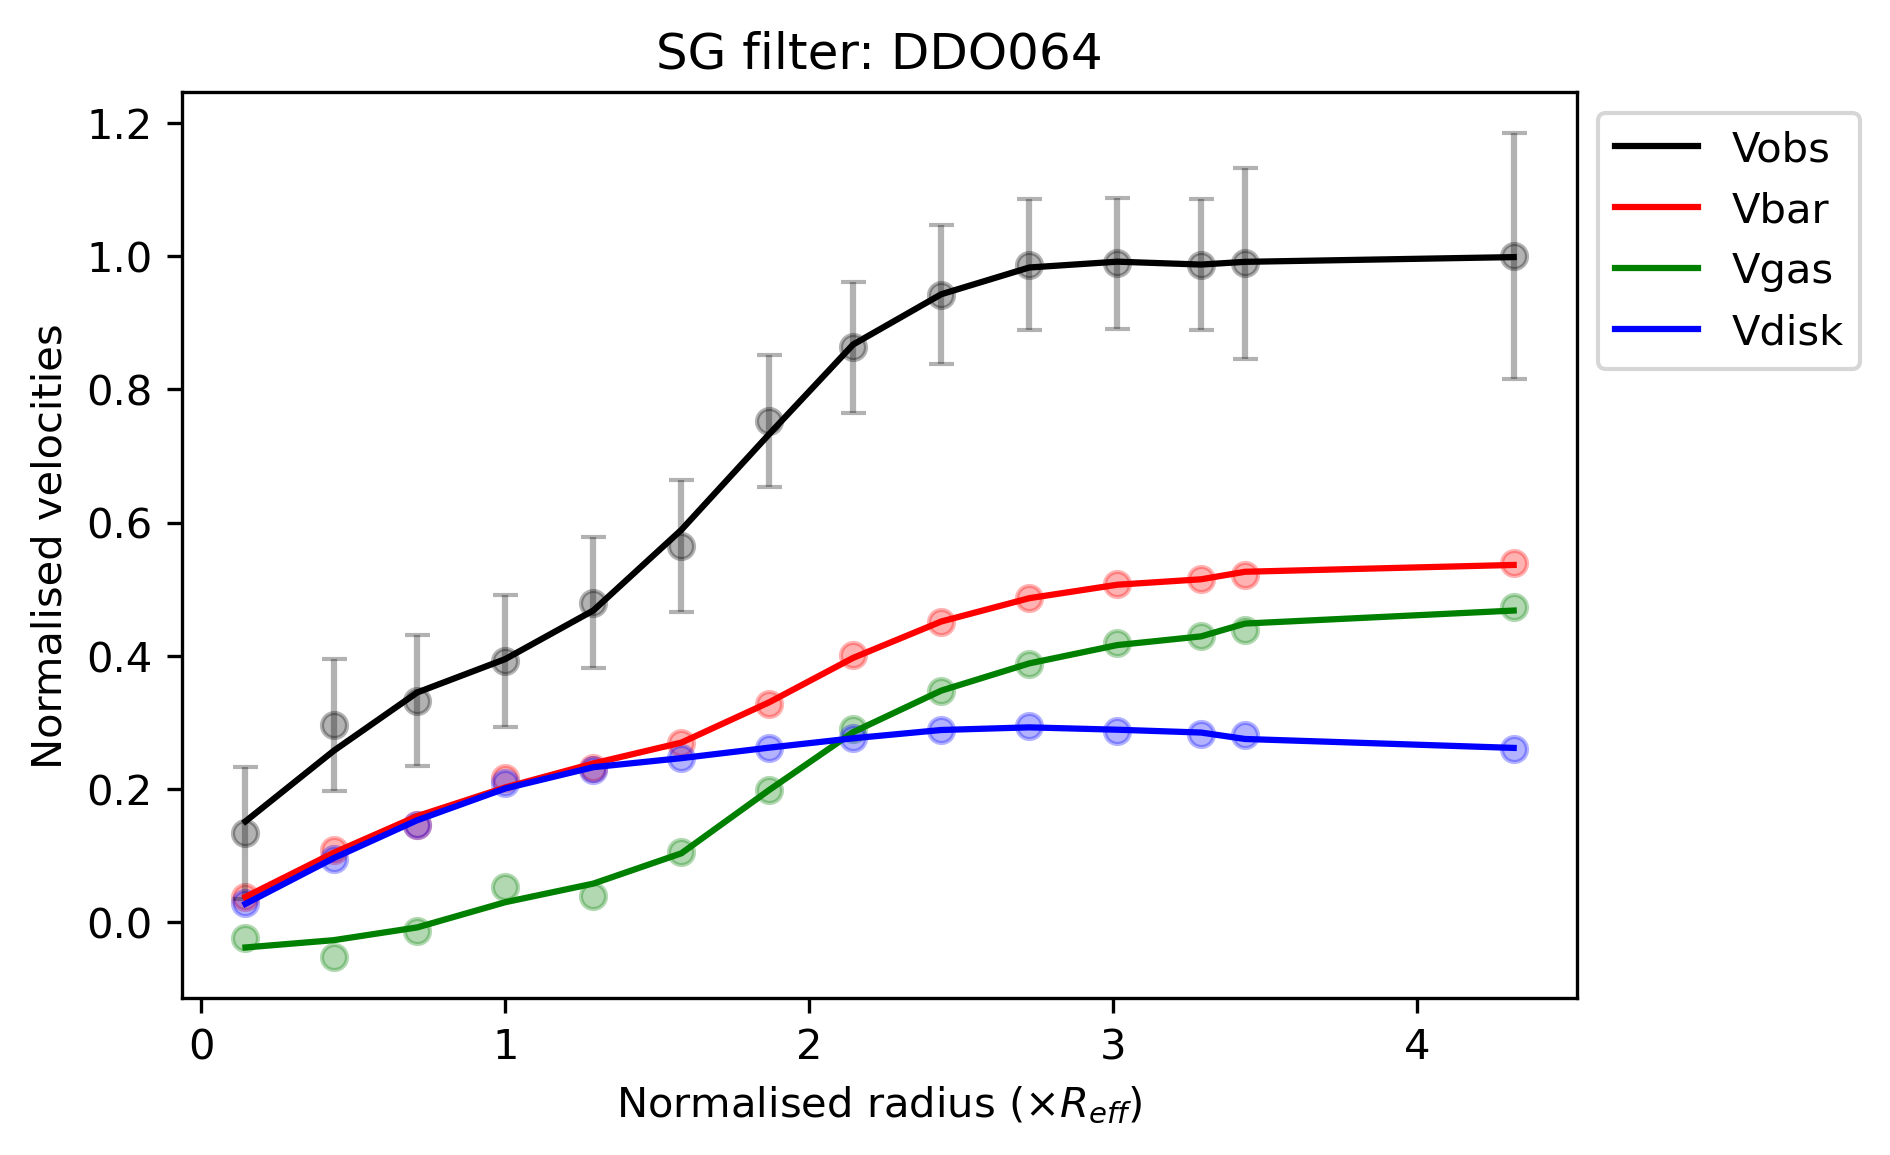 SG filter: DDO064
1.2
1.0
0.8
0.6
0.4
0.2
0.0
Normalised velocities
0 1 2 3 4
Normalised radius (×R_eff)
Vobs
Vbar
Vgas
Vdisk